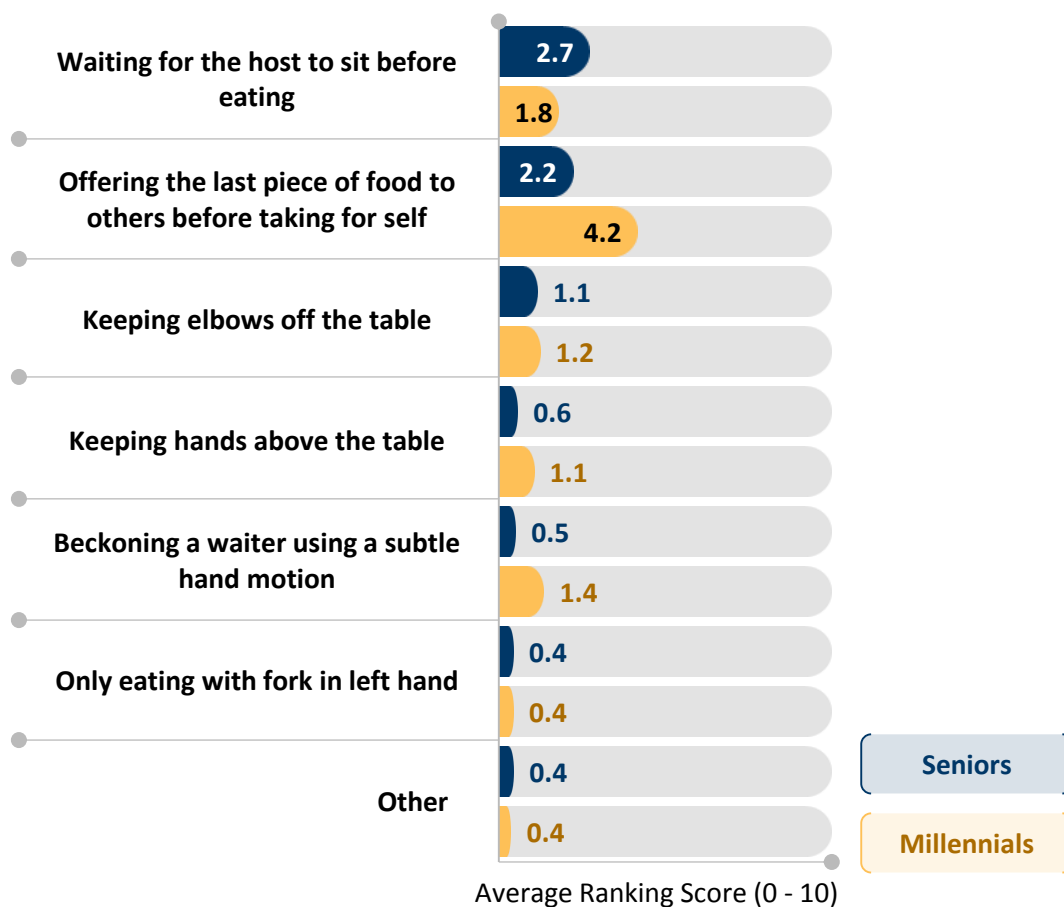 Waiting for the host to sit before
eating
2.7
1.8
Offering the last piece of food to
others before taking for self
2.2
4.2
Keeping elbows off the table
1.1
1.2
Keeping hands above the table
0.6
1.1
Beckoning a waiter using a subtle
hand motion
0.5
1.4
Only eating with fork in left hand
0.4
0.4
Other
0.4
0.4
Seniors
Millennials
Average Ranking Score (0 - 10)